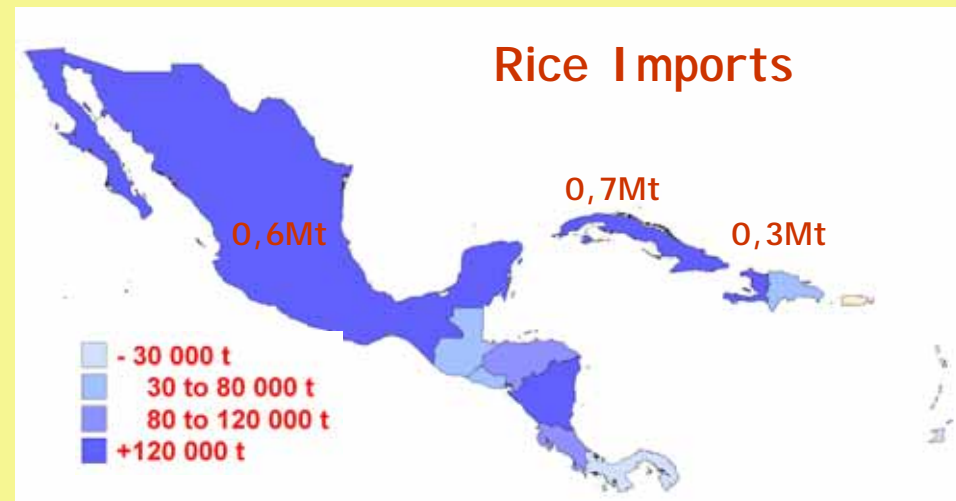 Rice Imports
0,7Mt
0,6Mt
0,3Mt
- 30 000 t
30 to 80 000 t
80 to 120 000 t
+120 000 t